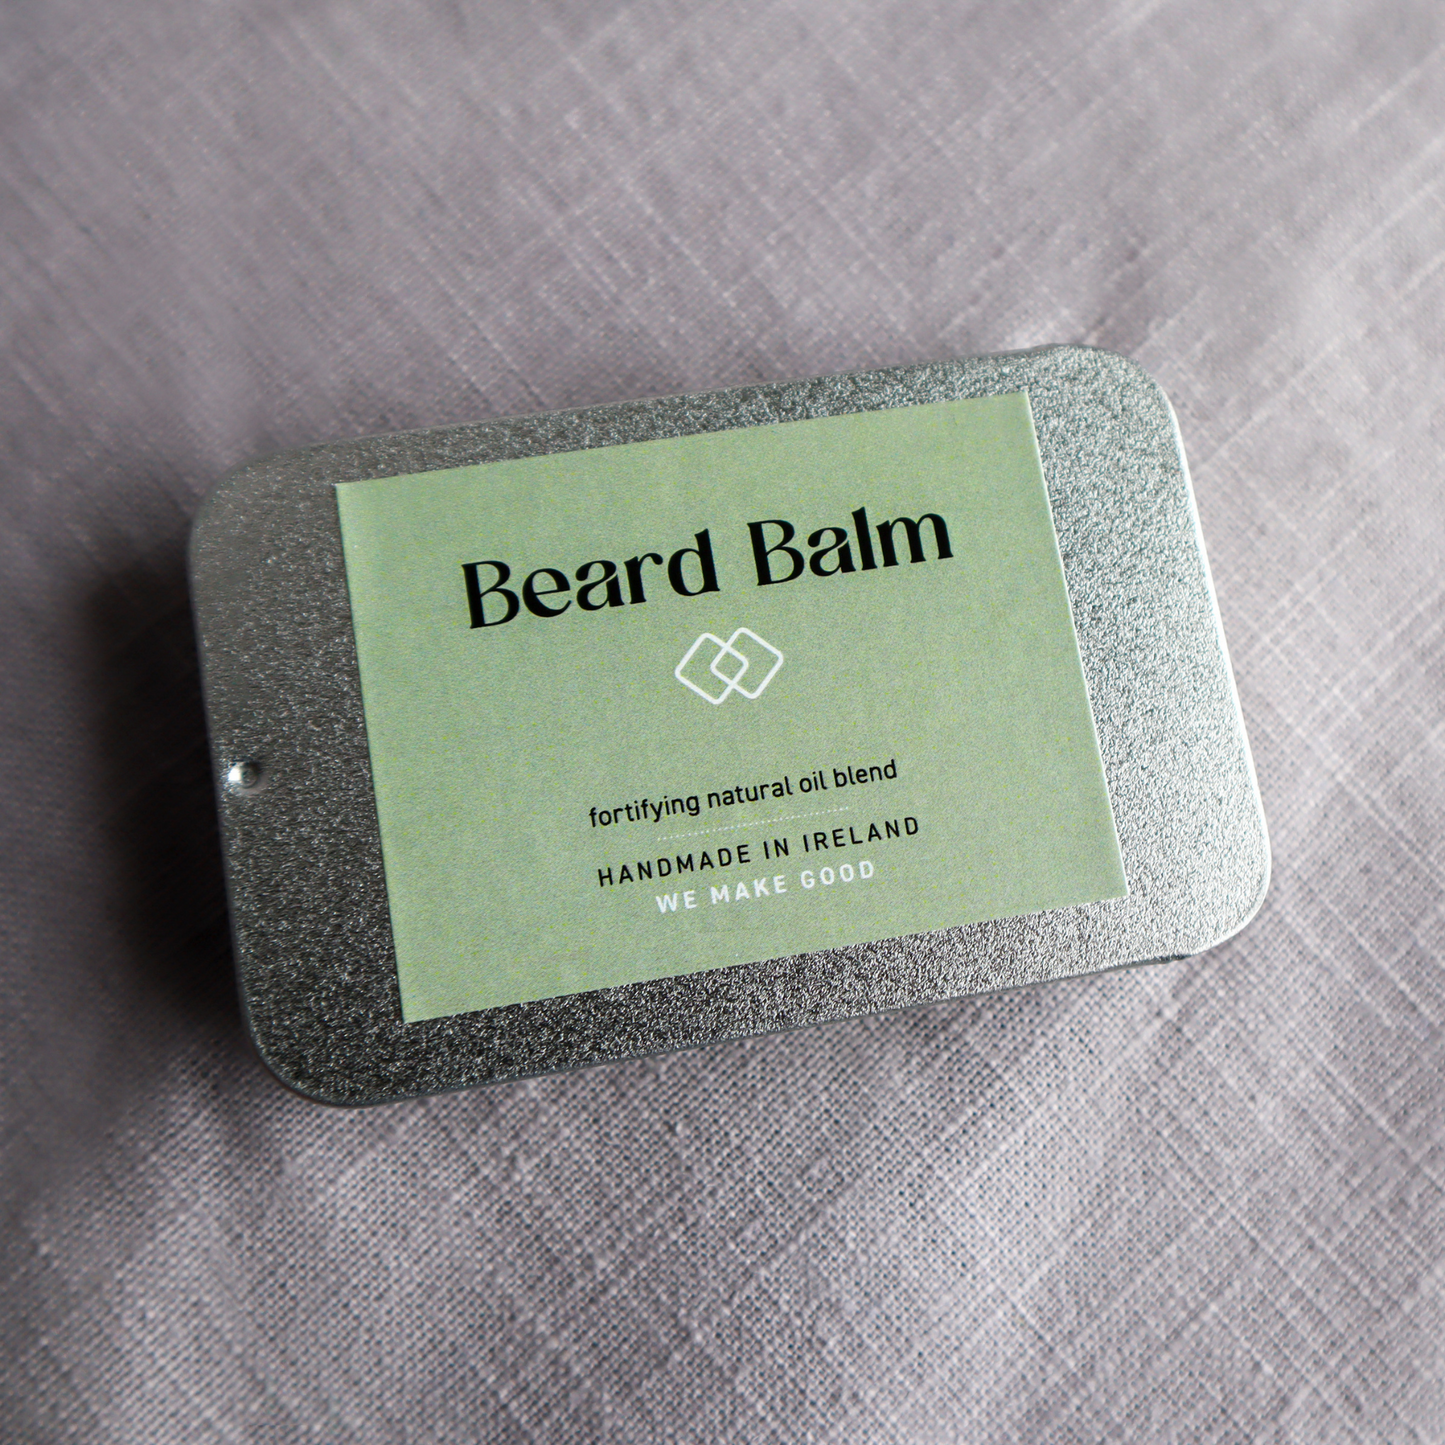 Beard Balm
fortifying natural oil blend
HANDMADE IN IRELAND
WE MAKE GOOD